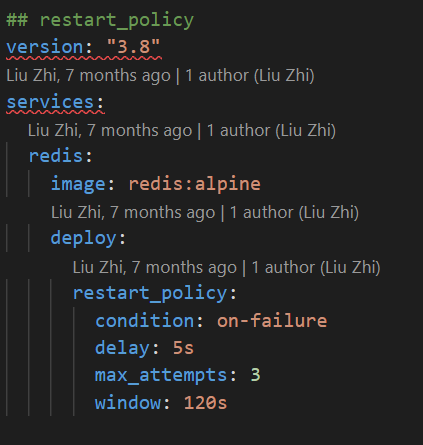 ## restart_policy
version: "3.8"
Liu Zhi, 7 months ago | 1 author (Liu Zhi)
services:
Liu Zhi, 7 months ago | 1 author (Liu Zhi)
redis:
image: redis:alpine
Liu Zhi, 7 months ago | 1 author (Liu Zhi)
deploy:
Liu Zhi, 7 months ago | 1 author (Liu Zhi)
restart_policy:
condition: on-failure
delay: 5s
max_attempts: 3
window: 120s